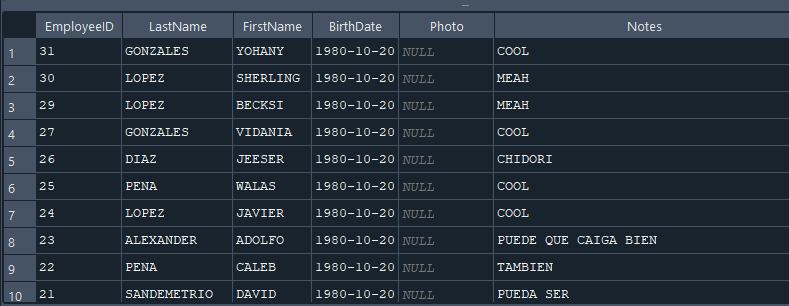 EmployeeID LastName FirstName BirthDate Photo Notes
1 31 GONZALES YOHANY 1980-10-20 NULL COOL
2 30 LOPEZ SHERLING 1980-10-20 NULL MEAH
3 29 LOPEZ BECKSI 1980-10-20 NULL MEAH
4 27 GONZALES VIDANIA 1980-10-20 NULL COOL
5 26 DIAZ JEESER 1980-10-20 NULL CHIDORI
6 25 PENA WALAS 1980-10-20 NULL COOL
7 24 LOPEZ JAVIER 1980-10-20 NULL COOL
8 23 ALEXANDER ADOLFO 1980-10-20 NULL PUEDE QUE CAIGA BIEN
9 22 PENA CALEB 1980-10-20 NULL TAMBIEN
10 21 SANDEMETRIO DAVID 1980-10-20 NULL PUEDA SER